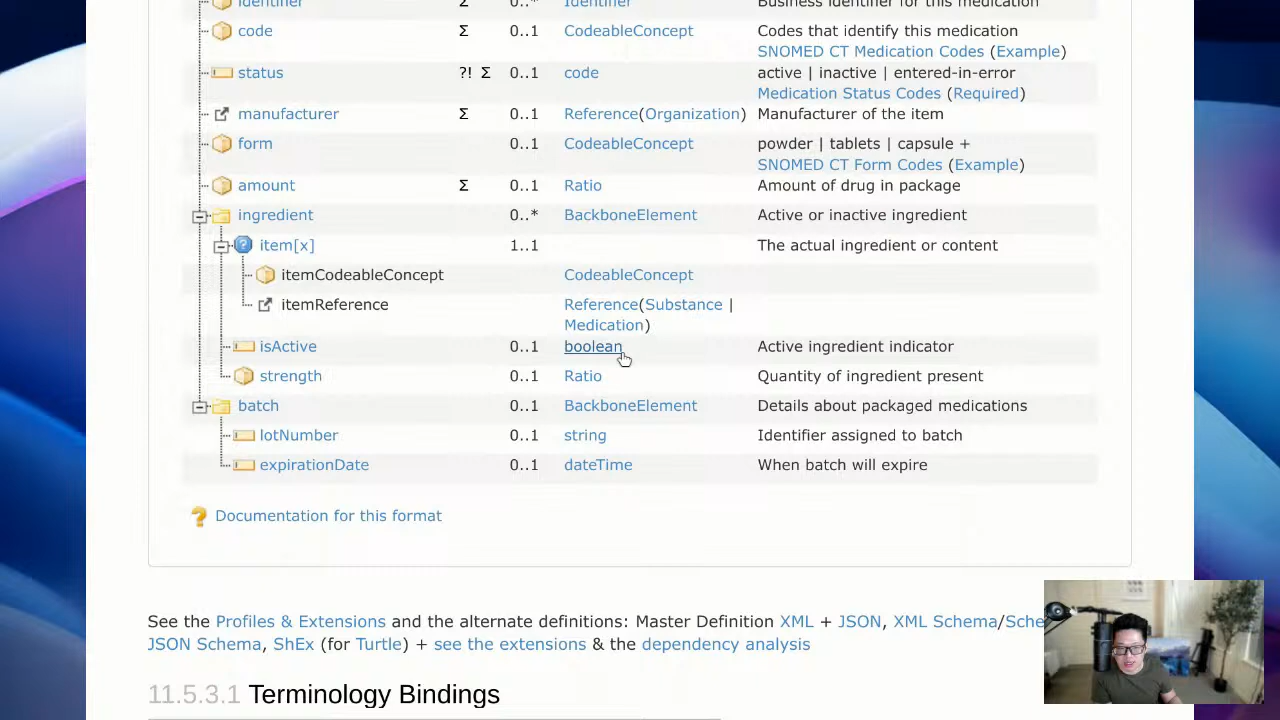 identifier Σ 0..* Identifier Business identifier for this medication
code Σ 0..1 CodeableConcept Codes that identify this medication
SNOMED CT Medication Codes (Example)
status ?! Σ 0..1 code active | inactive | entered-in-error
Medication Status Codes (Required)
manufacturer Σ 0..1 Reference(Organization) Manufacturer of the item
form 0..1 CodeableConcept powder | tablets | capsule +
SNOMED CT Form Codes (Example)
amount Σ 0..1 Ratio Amount of drug in package
ingredient 0..* BackboneElement Active or inactive ingredient
item[x] 1..1 The actual ingredient or content
itemCodeableConcept CodeableConcept
itemReference Reference(Substance |
Medication)
isActive 0..1 boolean Active ingredient indicator
strength 0..1 Ratio Quantity of ingredient present
batch 0..1 BackboneElement Details about packaged medications
lotNumber 0..1 string Identifier assigned to batch
expirationDate 0..1 dateTime When batch will expire
Documentation for this format
See the Profiles & Extensions and the alternate definitions: Master Definition XML + JSON, XML Schema/Sche
JSON Schema, ShEx (for Turtle) + see the extensions & the dependency analysis
11.5.3.1 Terminology Bindings